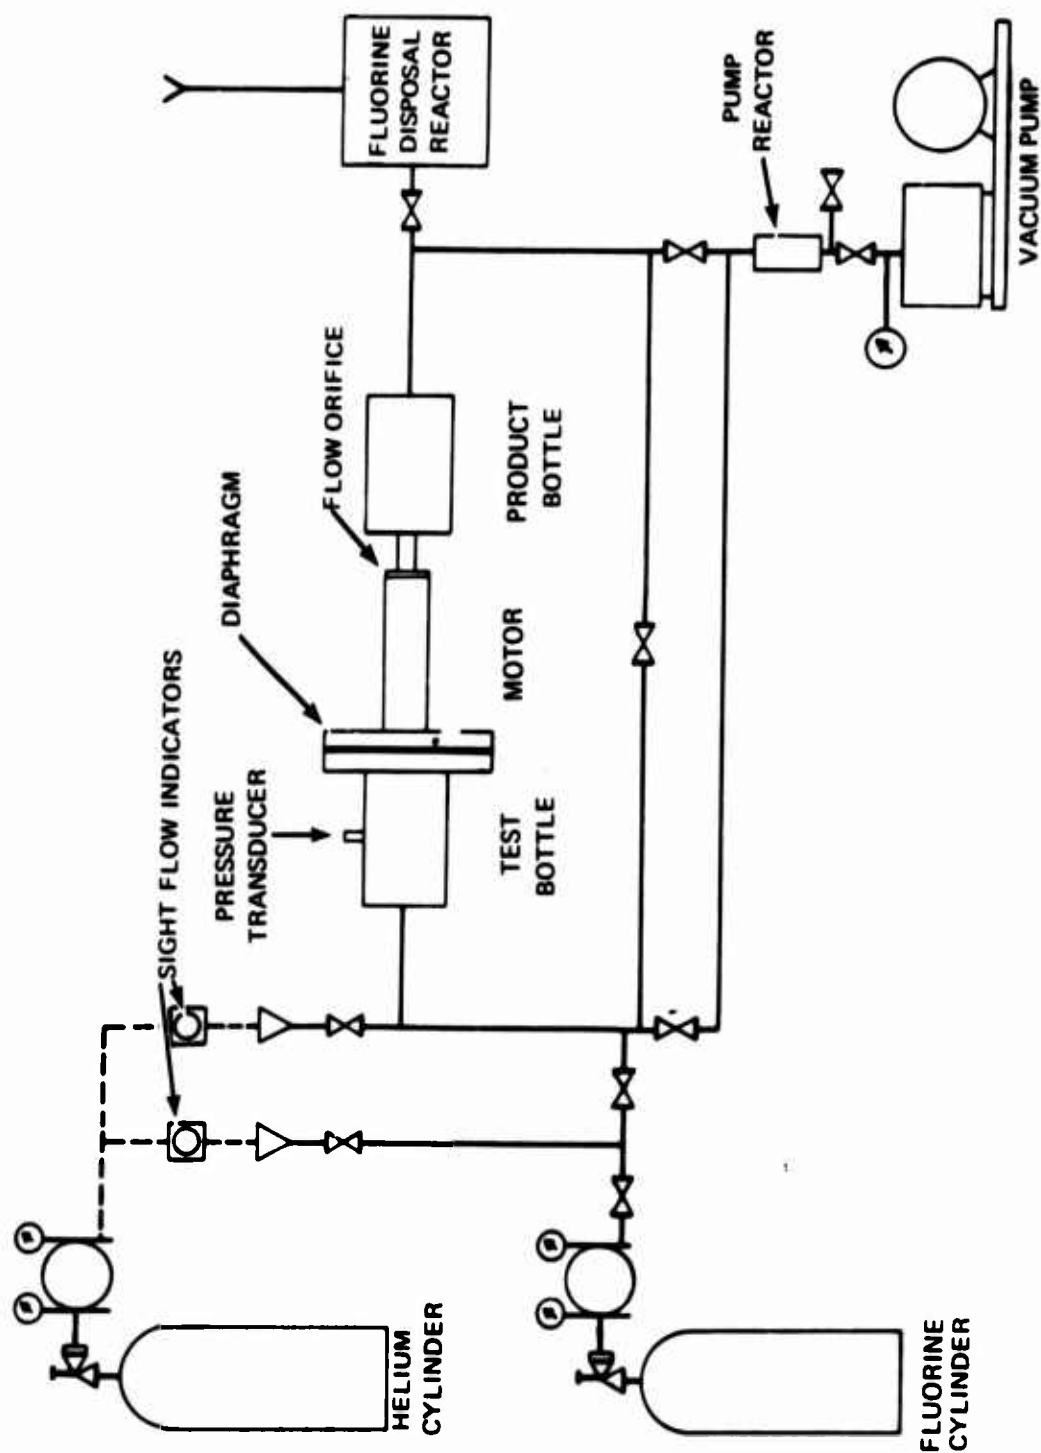 FLUORINE
DISPOSAL
REACTOR
PUMP
REACTOR
VACUUM PUMP
FLOW ORIFICE
PRODUCT
BOTTLE
DIAPHRAGM
MOTOR
SIGHT FLOW INDICATORS
PRESSURE
TRANSDUCER
TEST
BOTTLE
HELIUM
CYLINDER
FLUORINE
CYLINDER